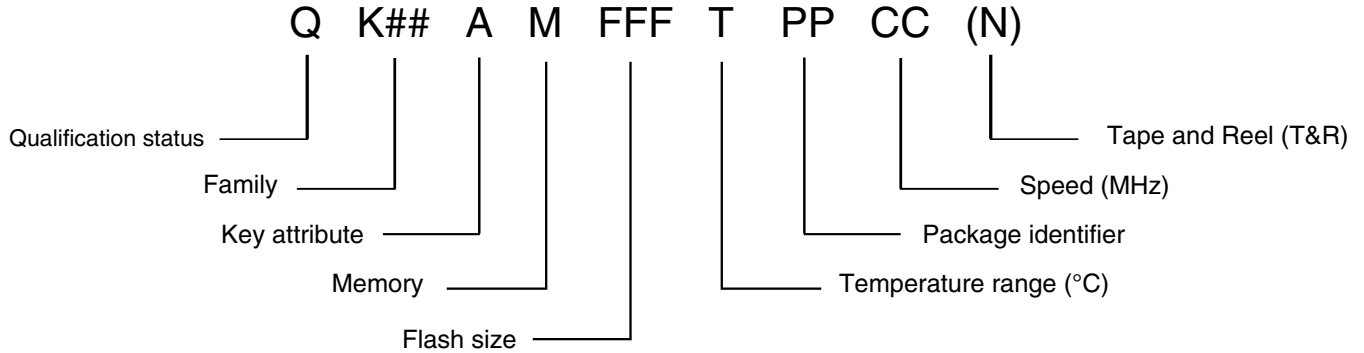 Q K## A M FFF T PP CC (N)
Qualification status
Tape and Reel (T&R)
Family
Speed (MHz)
Key attribute
Package identifier
Memory
Temperature range (°C)
Flash size